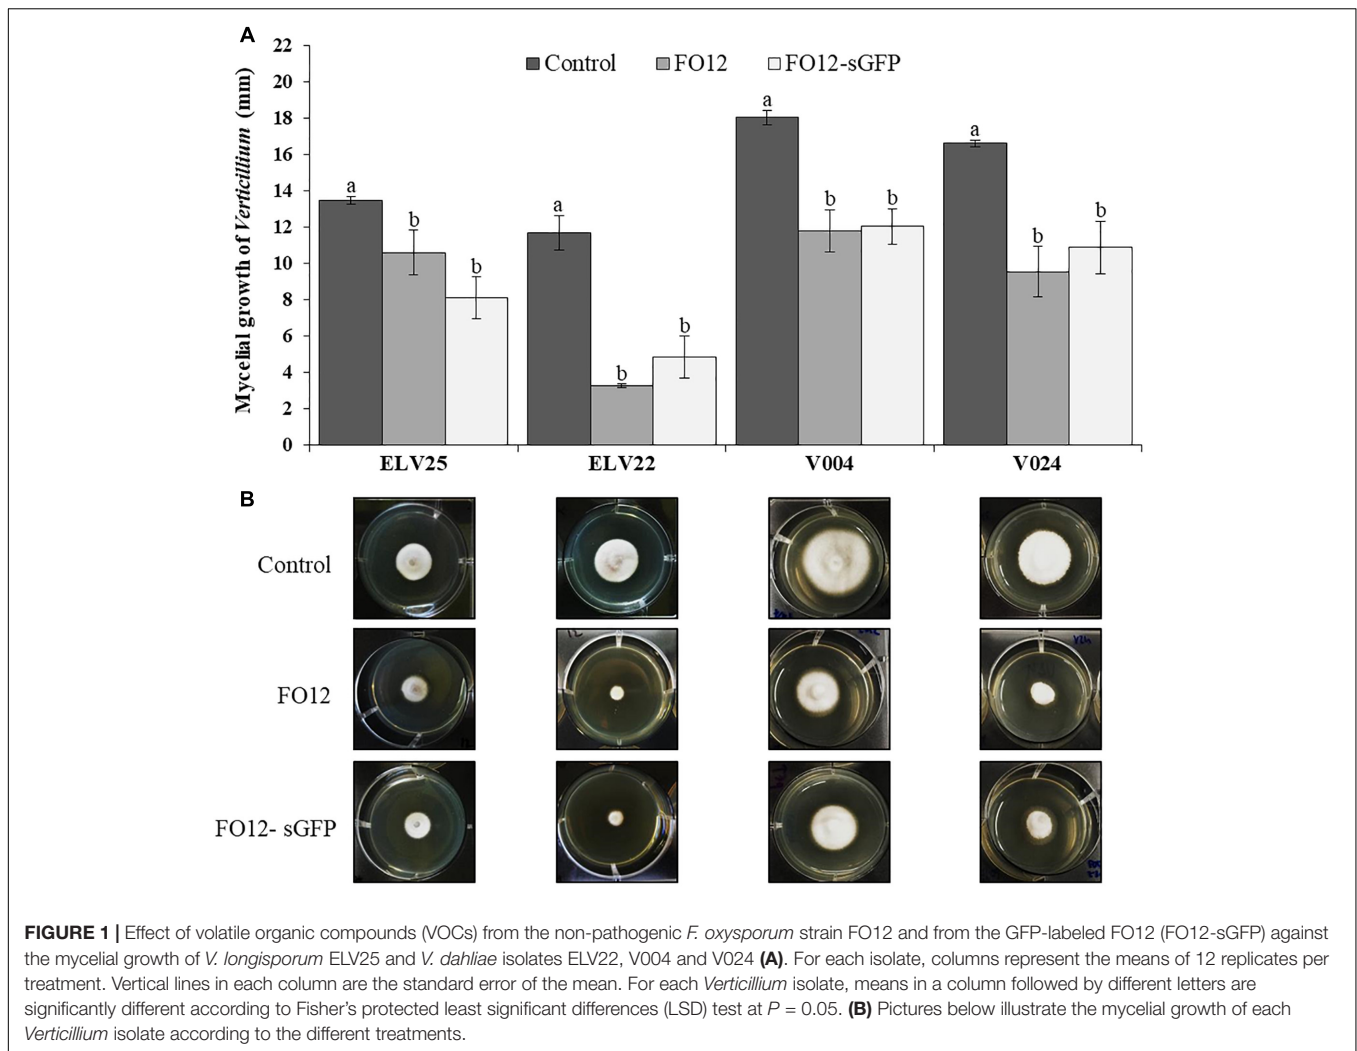 A
Mycelial growth of Verticillium (mm)
22
20
18
16
14
12
10
8
6
4
2
0
Control FO12 FO12-sGFP
a b b
a b b
a b b
a b b
ELV25 ELV22 V004 V024
B
Control
FO12
FO12- sGFP
FIGURE 1 | Effect of volatile organic compounds (VOCs) from the non-pathogenic F. oxysporum strain FO12 and from the GFP-labeled FO12 (FO12-sGFP) against
the mycelial growth of V. longisporum ELV25 and V. dahliae isolates ELV22, V004 and V024 (A). For each isolate, columns represent the means of 12 replicates per
treatment. Vertical lines in each column are the standard error of the mean. For each Verticillium isolate, means in a column followed by different letters are
significantly different according to Fisher's protected least significant differences (LSD) test at P = 0.05. (B) Pictures below illustrate the mycelial growth of each
Verticillium isolate according to the different treatments.